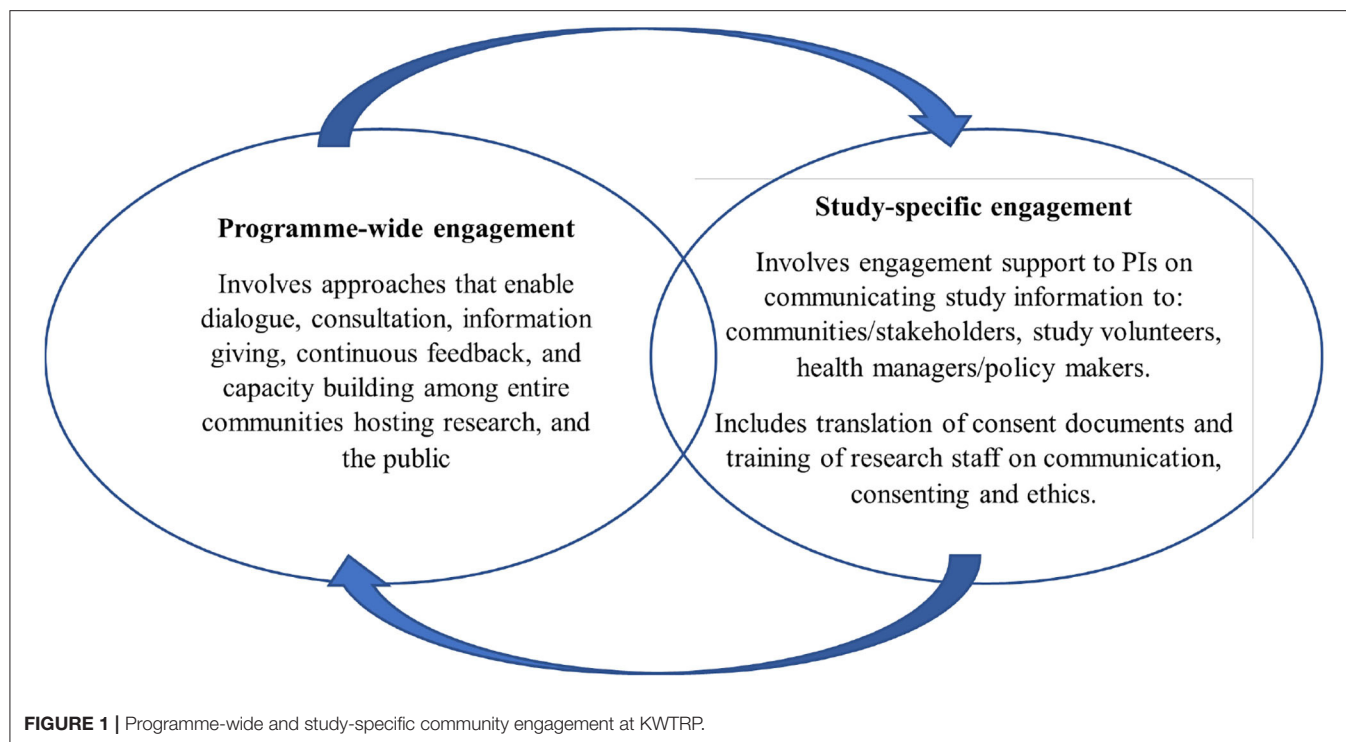 Programme-wide engagement
Involves approaches that enable
dialogue, consultation, information
giving, continuous feedback, and
capacity building among entire
communities hosting research, and
the public
Study-specific engagement
Involves engagement support to PIs on
communicating study information to:
communities/stakeholders, study volunteers,
health managers/policy makers.
Includes translation of consent documents and
training of research staff on communication,
consenting and ethics.
FIGURE 1 | Programme-wide and study-specific community engagement at KWTRP.